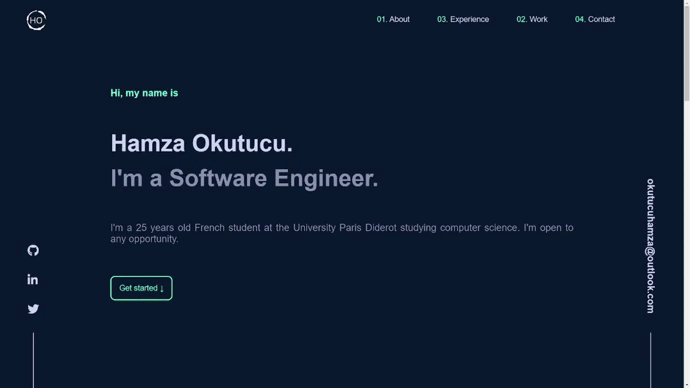 HO
01. About
03. Experience
02. Work
04. Contact
Hi, my name is
Hamza Okutucu.
I'm a Software Engineer.
I'm a 25 years old French student at the University Paris Diderot studying computer science. I'm open to
any opportunity.
Get started ↓
okutucuhamza@outlook.com